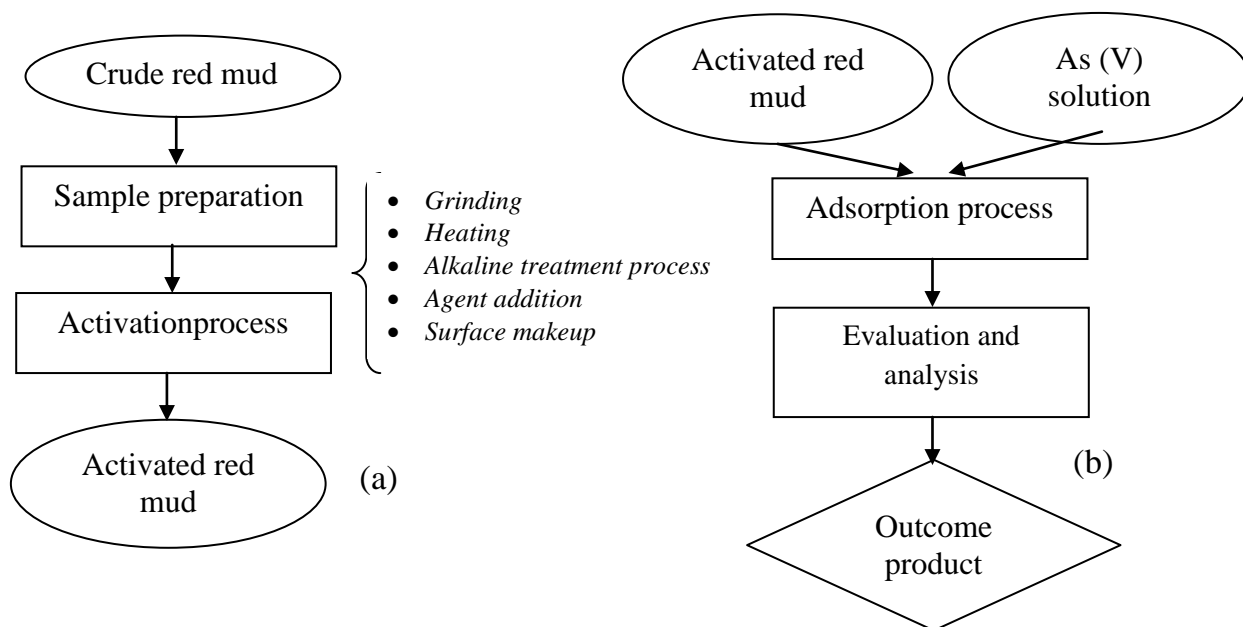 Crude red mud
Sample preparation
Activationprocess
• Grinding
• Heating
• Alkaline treatment process
• Agent addition
• Surface makeup
Activated red
mud
(a)
Activated red
mud
As (V)
solution
Adsorption process
Evaluation and
analysis
Outcome
product
(b)